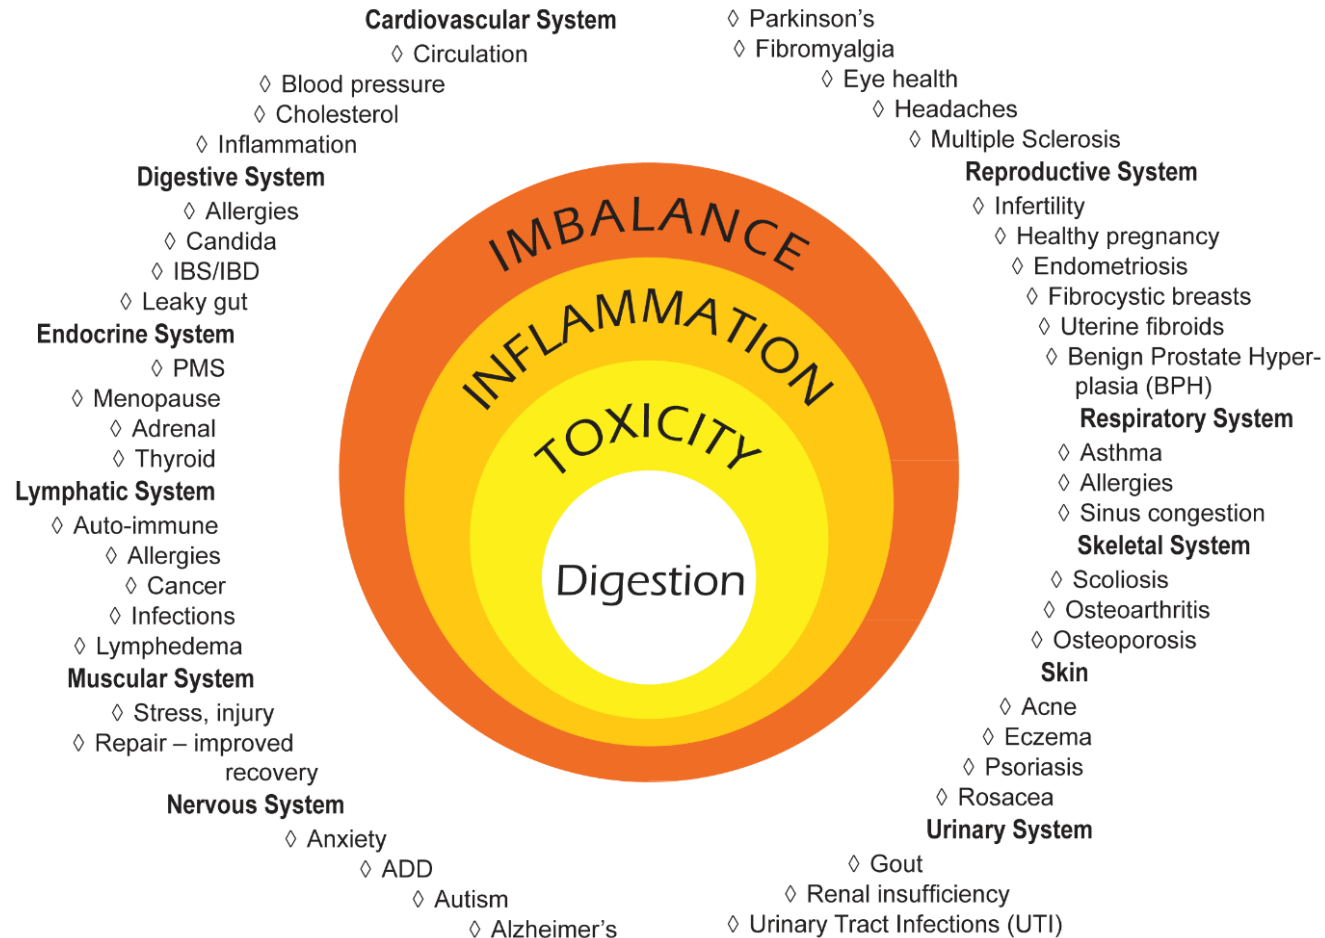 Cardiovascular System
◊ Circulation
◊ Blood pressure
◊ Cholesterol
◊ Inflammation
Digestive System
◊ Allergies
◊ Candida
◊ IBS/IBD
◊ Leaky gut
Endocrine System
◊ PMS
◊ Menopause
◊ Adrenal
◊ Thyroid
Lymphatic System
◊ Auto-immune
◊ Allergies
◊ Cancer
◊ Infections
◊ Lymphedema
Muscular System
◊ Stress, injury
◊ Repair – improved
recovery
Nervous System
◊ Anxiety
◊ ADD
◊ Autism
◊ Alzheimer’s
◊ Parkinson’s
◊ Fibromyalgia
◊ Eye health
◊ Headaches
◊ Multiple Sclerosis
Reproductive System
◊ Infertility
◊ Healthy pregnancy
◊ Endometriosis
◊ Fibrocystic breasts
◊ Uterine fibroids
◊ Benign Prostate Hyper-
plasia (BPH)
Respiratory System
◊ Asthma
◊ Allergies
◊ Sinus congestion
Skeletal System
◊ Scoliosis
◊ Osteoarthritis
◊ Osteoporosis
Skin
◊ Acne
◊ Eczema
◊ Psoriasis
◊ Rosacea
Urinary System
◊ Gout
◊ Renal insufficiency
◊ Urinary Tract Infections (UTI)
IMBALANCE
INFLAMMATION
TOXICITY
Digestion